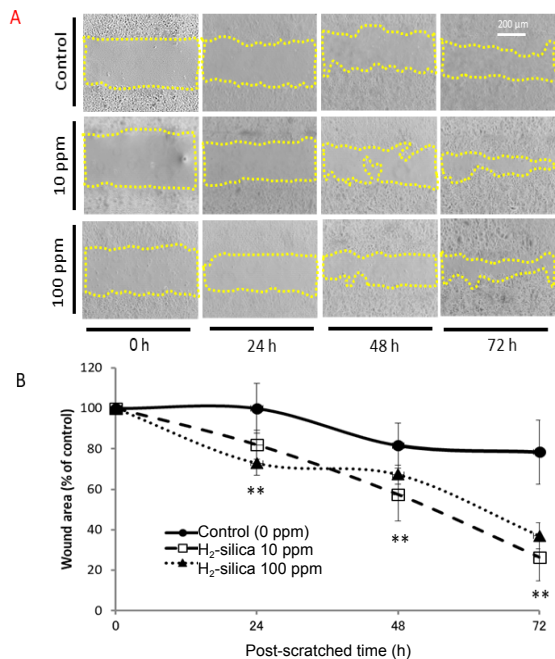 A
Control
200 µm
10 ppm
100 ppm
0 h
24 h
48 h
72 h
B
Wound area (% of control)
120
100
80
60
40
20
0
Control (0 ppm)
H₂-silica 10 ppm
H₂-silica 100 ppm
**
**
**
0
24
48
72
Post-scratched time (h)